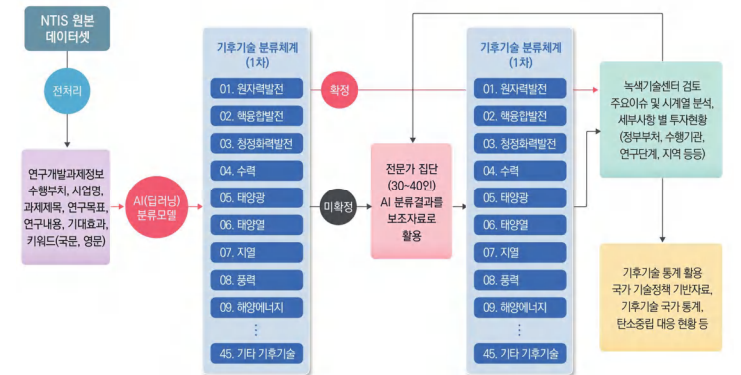 NTIS 원본
데이터셋
전처리
연구개발과제정보
수행부처, 사업명,
과제제목, 연구목표,
연구내용, 기대효과,
키워드(국문, 영문)
AI(딥러닝)
분류모델
기후기술 분류체계
(1차)
01. 원자력발전
02. 핵융합발전
03. 청정화력발전
04. 수력
05. 태양광
06. 태양열
07. 지열
08. 풍력
09. 해양에너지
⋮
45. 기타 기후기술
확정
미확정
전문가 집단
(30~40인)
AI 분류결과를
보조자료로
활용
기후기술 분류체계
(1차)
01. 원자력발전
02. 핵융합발전
03. 청정화력발전
04. 수력
05. 태양광
06. 태양열
07. 지열
08. 풍력
09. 해양에너지
⋮
45. 기타 기후기술
녹색기술센터 검토
주요이슈 및 시계열 분석,
세부사항 별 투자현황
(정부부처, 수행기관,
연구단계, 지역 등등)
기후기술 통계 활용
국가 기술정책 기반자료,
기후기술 국가 통계,
탄소중립 대응 현황 등